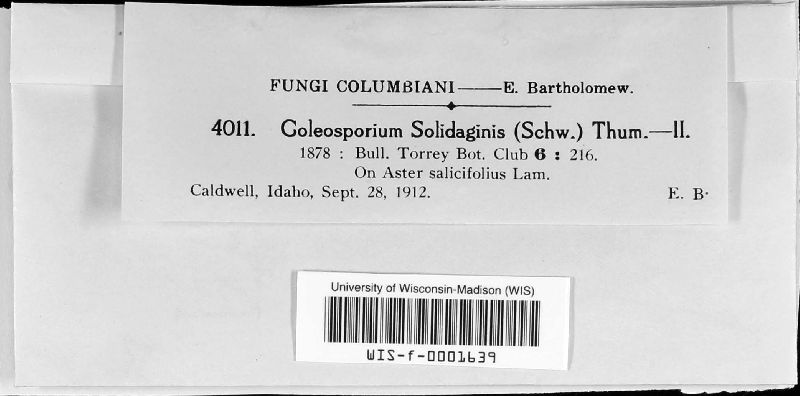 FUNGI COLUMBIANI——E. Bartholomew.
4011. Coleosporium Solidaginis (Schw.) Thum.—II.
1878 : Bull. Torrey Bot. Club 6 : 216.
On Aster salicifolius Lam.
Caldwell, Idaho, Sept. 28, 1912. E. B.
University of Wisconsin-Madison (WIS)
WIS-f-0001639